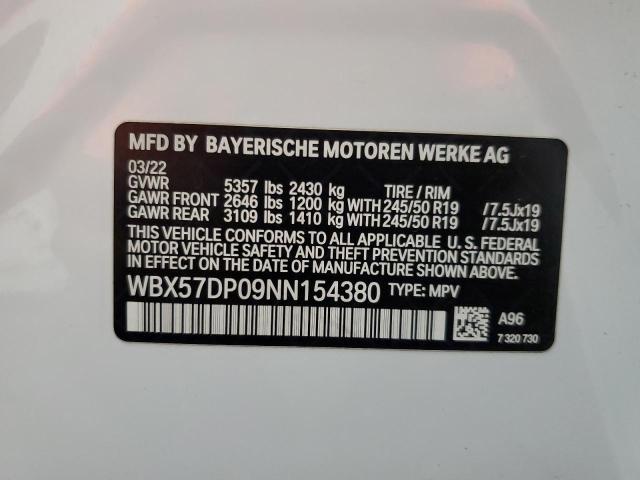 MFD BY BAYERISCHE MOTOREN WERKE AG
03/22
GVWR 5357 lbs 2430 kg TIRE / RIM
GAWR FRONT 2646 lbs 1200 kg WITH 245/50 R19 /7.5Jx19
GAWR REAR 3109 lbs 1410 kg WITH 245/50 R19 /7.5Jx19
THIS VEHICLE CONFORMS TO ALL APPLICABLE U. S. FEDERAL
MOTOR VEHICLE SAFETY AND THEFT PREVENTION STANDARDS
IN EFFECT ON THE DATE OF MANUFACTURE SHOWN ABOVE.
WBX57DP09NN154380 TYPE: MPV
A96
7 320 730